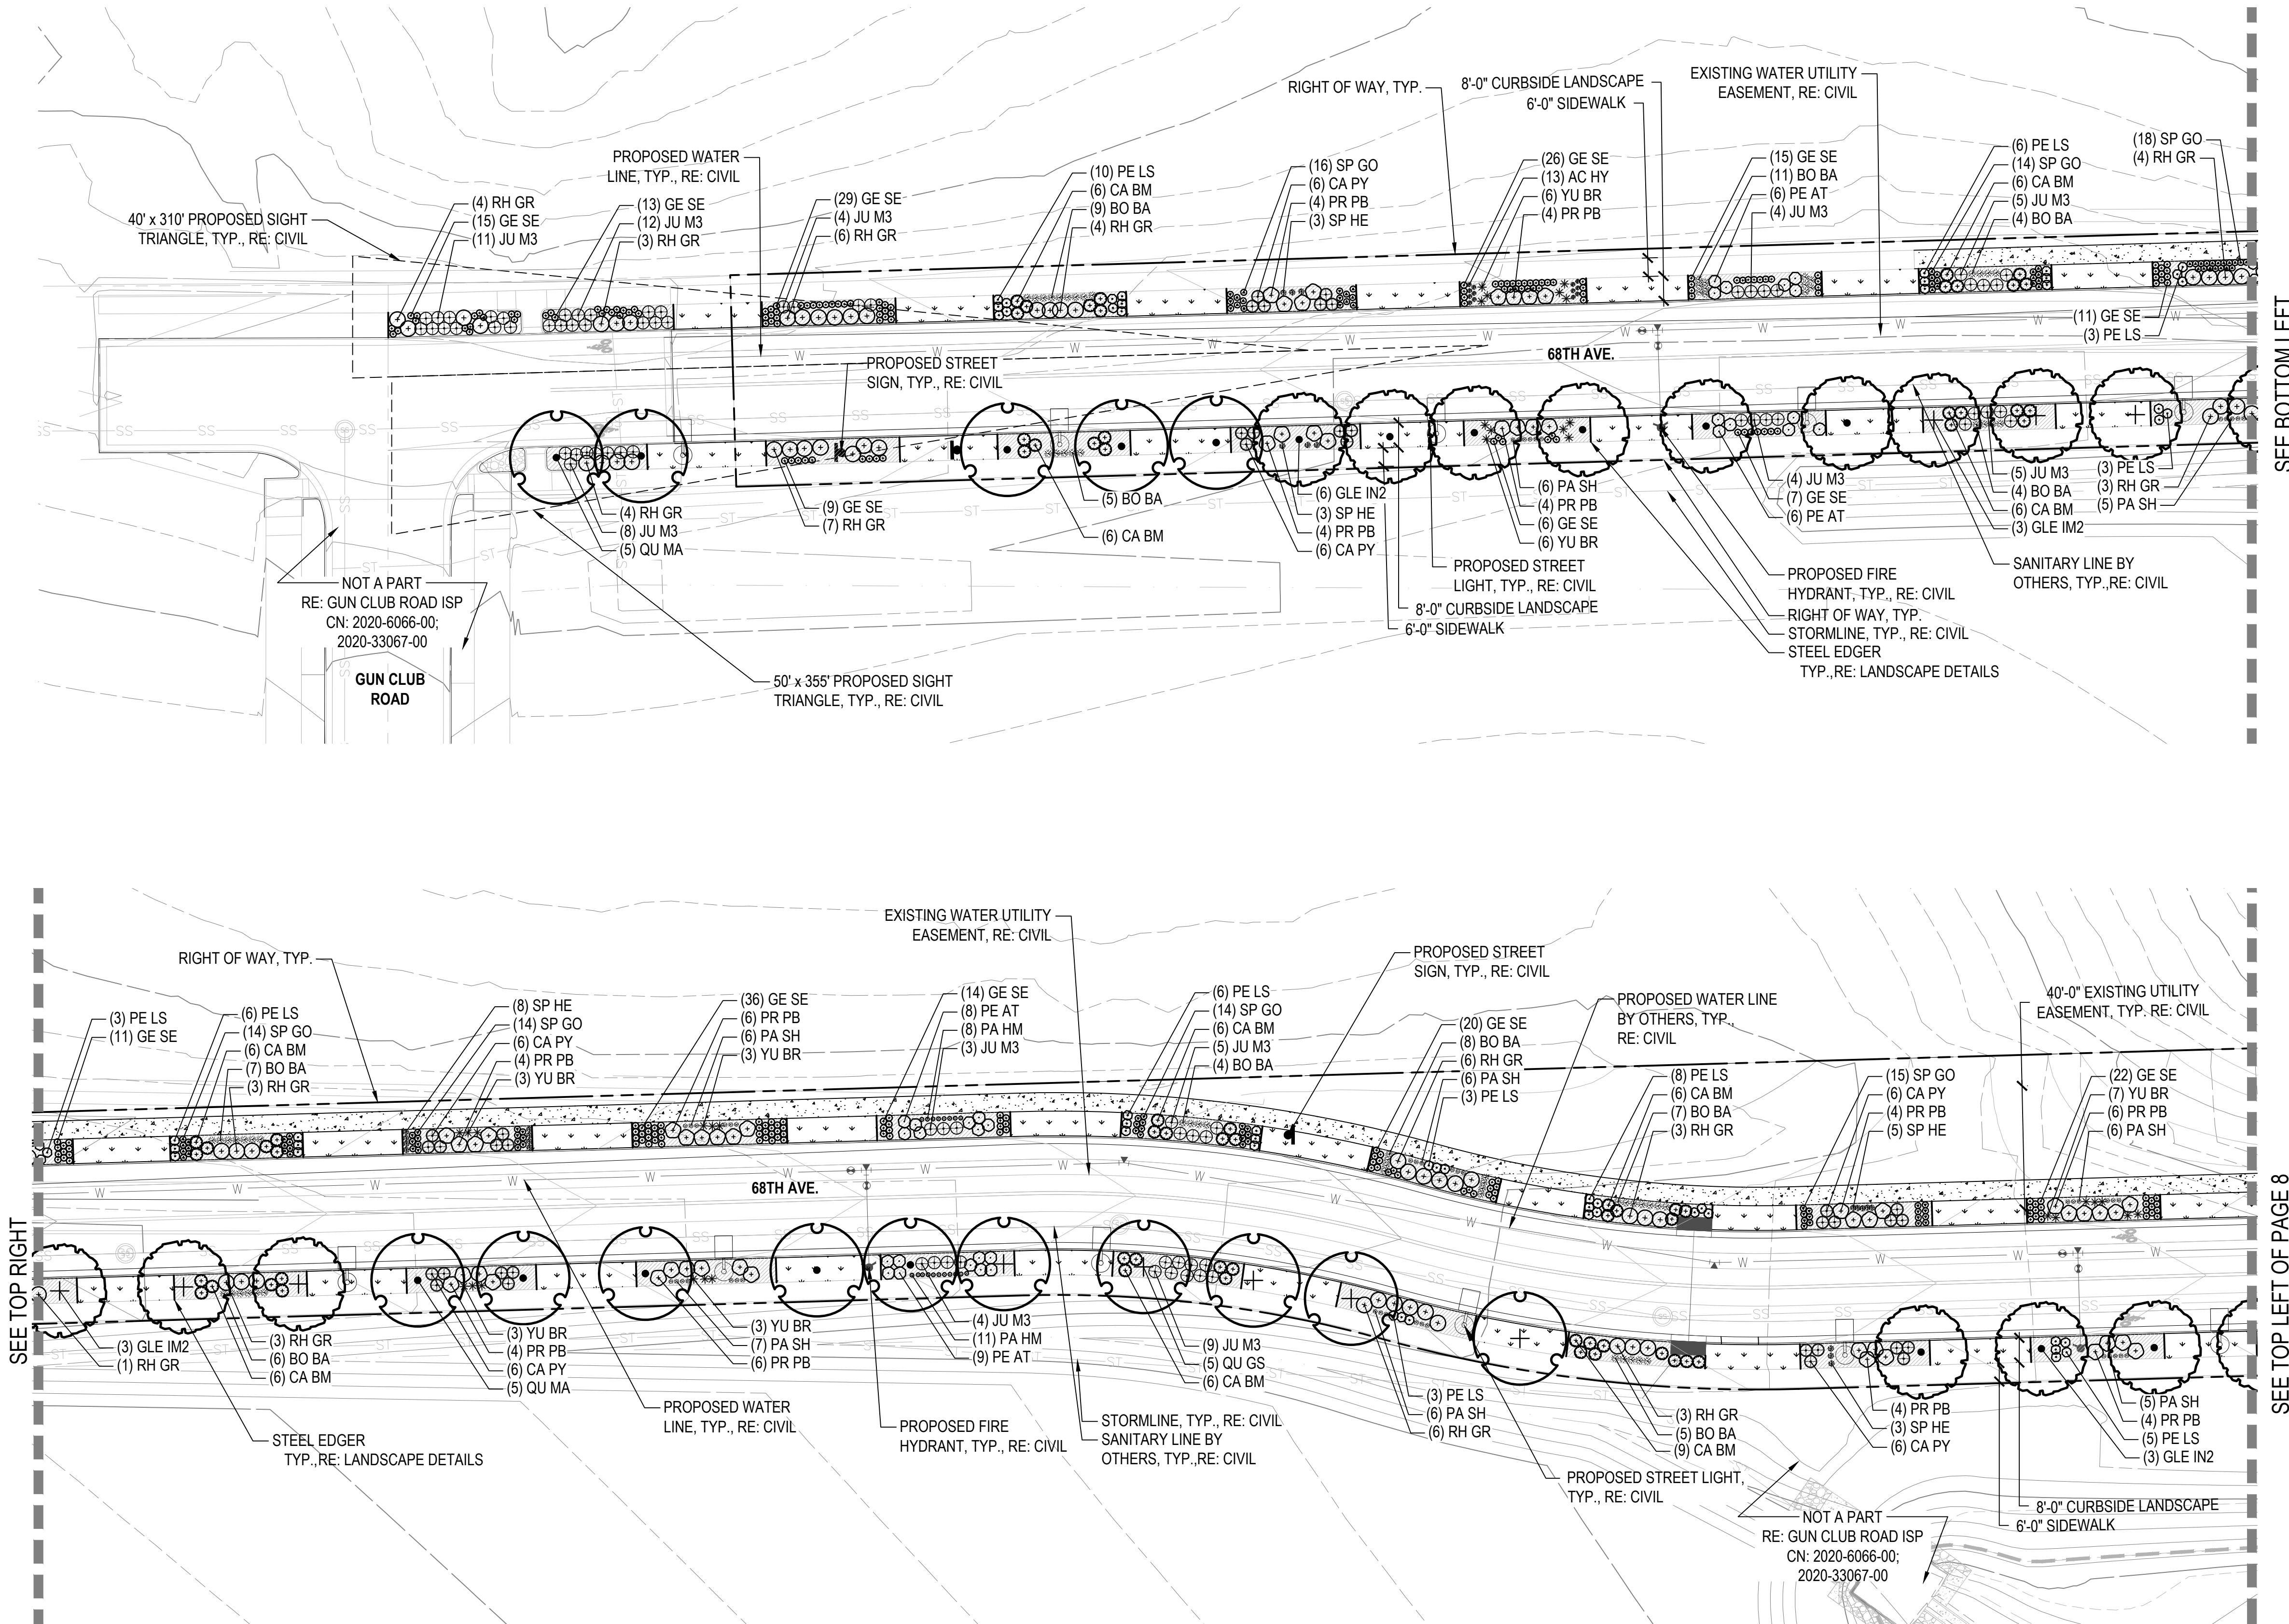 RIGHT OF WAY, TYP.
8'-0" CURBSIDE LANDSCAPE
6'-0" SIDEWALK
EXISTING WATER UTILITY
EASEMENT, RE: CIVIL
PROPOSED WATER
LINE, TYP., RE: CIVIL
40' x 310' PROPOSED SIGHT
TRIANGLE, TYP., RE: CIVIL
(4) RH GR
(15) GE SE
(11) JU M3
(13) GE SE
(12) JU M3
(3) RH GR
(29) GE SE
(4) JU M3
(6) RH GR
(10) PE LS
(6) CA BM
(9) BO BA
(4) RH GR
(16) SP GO
(6) CA PY
(4) PR PB
(3) SP HE
(26) GE SE
(13) AC HY
(6) YU BR
(4) PR PB
(15) GE SE
(11) BO BA
(6) PE AT
(4) JU M3
(6) PE LS
(14) SP GO
(6) CA BM
(5) JU M3
(4) BO BA
(18) SP GO
(4) RH GR
(11) GE SE
(3) PE LS
68TH AVE.
PROPOSED STREET
SIGN, TYP., RE: CIVIL
SEE BOTTOM LEFT
(4) RH GR
(8) JU M3
(5) QU MA
(9) GE SE
(7) RH GR
(5) BO BA
(6) CA BM
(6) GLE IN2
(3) SP HE
(4) PR PB
(6) CA PY
(6) PA SH
(4) PR PB
(6) GE SE
(6) YU BR
(4) JU M3
(7) GE SE
(6) PE AT
(5) JU M3
(4) BO BA
(6) CA BM
(3) GLE IM2
(3) PE LS
(3) RH GR
(5) PA SH
PROPOSED STREET
LIGHT, TYP., RE: CIVIL
8'-0" CURBSIDE LANDSCAPE
6'-0" SIDEWALK
PROPOSED FIRE
HYDRANT, TYP., RE: CIVIL
RIGHT OF WAY, TYP.
STORMLINE, TYP., RE: CIVIL
STEEL EDGER
TYP.,RE: LANDSCAPE DETAILS
SANITARY LINE BY
OTHERS, TYP.,RE: CIVIL
NOT A PART
RE: GUN CLUB ROAD ISP
CN: 2020-6066-00;
2020-33067-00
GUN CLUB
ROAD
50' x 355' PROPOSED SIGHT
TRIANGLE, TYP., RE: CIVIL
EXISTING WATER UTILITY
EASEMENT, RE: CIVIL
RIGHT OF WAY, TYP.
PROPOSED STREET
SIGN, TYP., RE: CIVIL
PROPOSED WATER LINE
BY OTHERS, TYP.,
RE: CIVIL
40'-0" EXISTING UTILITY
EASEMENT, TYP. RE: CIVIL
(3) PE LS
(11) GE SE
(6) PE LS
(14) SP GO
(6) CA BM
(7) BO BA
(3) RH GR
(8) SP HE
(14) SP GO
(6) CA PY
(4) PR PB
(3) YU BR
(36) GE SE
(6) PR PB
(6) PA SH
(3) YU BR
(14) GE SE
(8) PE AT
(8) PA HM
(3) JU M3
(6) PE LS
(14) SP GO
(6) CA BM
(5) JU M3
(4) BO BA
(20) GE SE
(8) BO BA
(6) RH GR
(6) PA SH
(3) PE LS
(8) PE LS
(6) CA BM
(7) BO BA
(3) RH GR
(15) SP GO
(6) CA PY
(4) PR PB
(5) SP HE
(22) GE SE
(7) YU BR
(6) PR PB
(6) PA SH
68TH AVE.
SEE TOP RIGHT
SEE TOP LEFT OF PAGE 8
(3) GLE IM2
(1) RH GR
(3) RH GR
(6) BO BA
(6) CA BM
(3) YU BR
(4) PR PB
(6) CA PY
(5) QU MA
(3) YU BR
(7) PA SH
(6) PR PB
(4) JU M3
(11) PA HM
(9) PE AT
(9) JU M3
(5) QU GS
(6) CA BM
(3) PE LS
(6) PA SH
(6) RH GR
(3) RH GR
(5) BO BA
(9) CA BM
(4) PR PB
(3) SP HE
(6) CA PY
(5) PA SH
(4) PR PB
(5) PE LS
(3) GLE IN2
STEEL EDGER
TYP.,RE: LANDSCAPE DETAILS
PROPOSED WATER
LINE, TYP., RE: CIVIL
PROPOSED FIRE
HYDRANT, TYP., RE: CIVIL
STORMLINE, TYP., RE: CIVIL
SANITARY LINE BY
OTHERS, TYP.,RE: CIVIL
PROPOSED STREET LIGHT,
TYP., RE: CIVIL
NOT A PART
RE: GUN CLUB ROAD ISP
CN: 2020-6066-00;
2020-33067-00
8'-0" CURBSIDE LANDSCAPE
6'-0" SIDEWALK